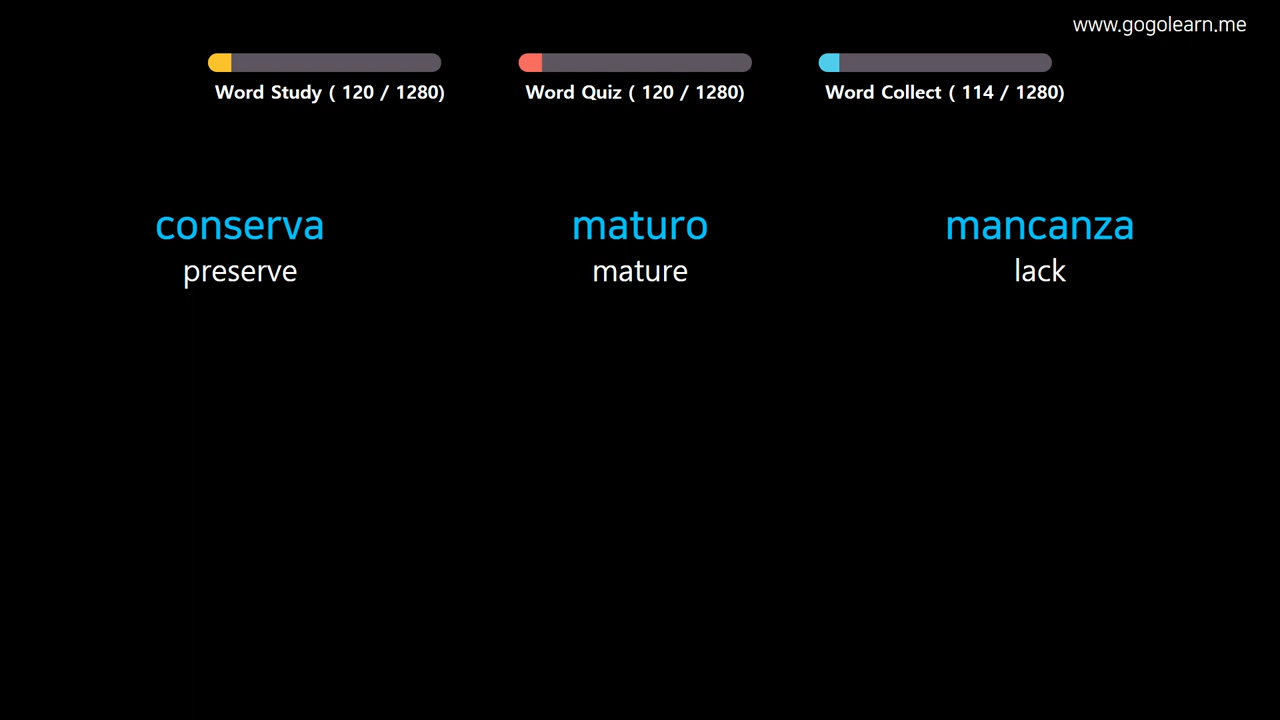 www.gogolearn.me
Word Study ( 120 / 1280)
Word Quiz ( 120 / 1280)
Word Collect ( 114 / 1280)
conserva
preserve
maturo
mature
mancanza
lack